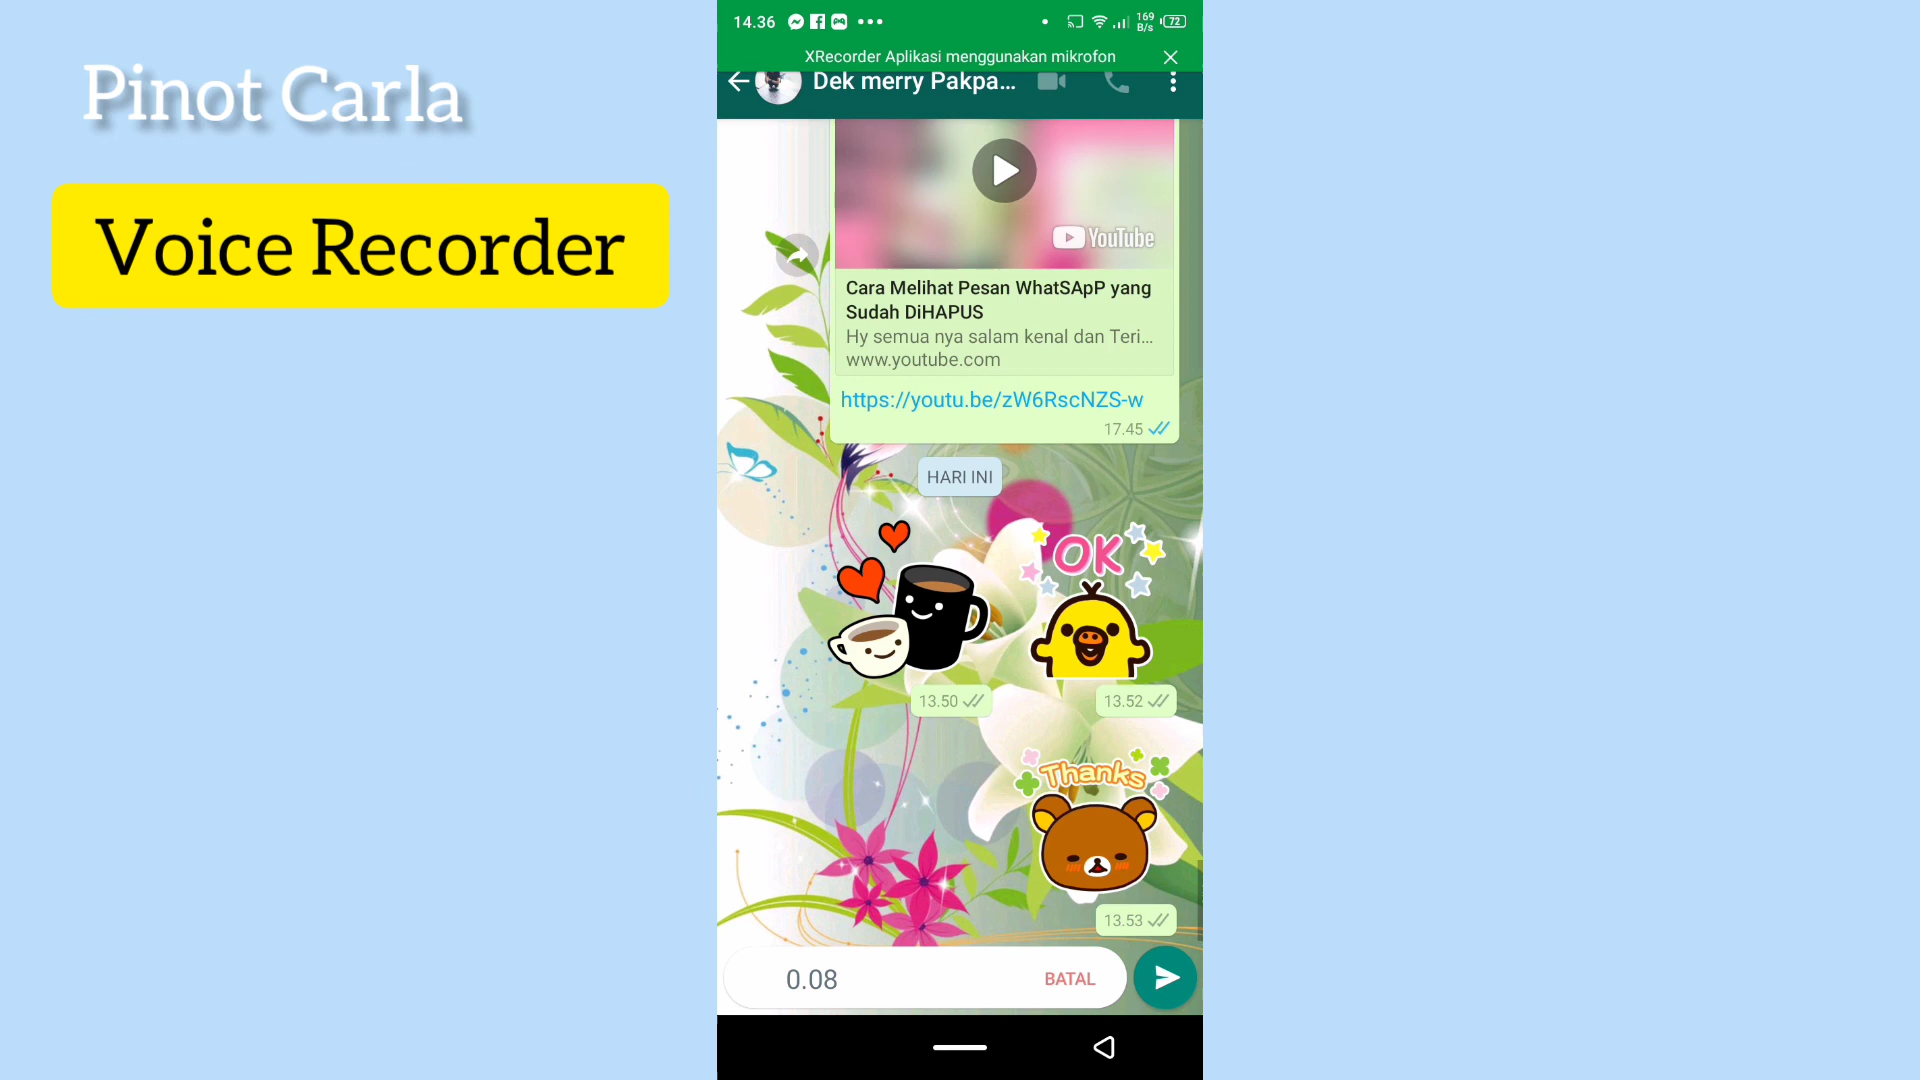 Pinot Carla
Voice Recorder
14.36
169
B/s
72
XRecorder Aplikasi menggunakan mikrofon
Dek merry Pakpa...
YouTube
Cara Melihat Pesan WhatSApP yang
Sudah DiHAPUS
Hy semua nya salam kenal dan Teri...
www.youtube.com
https://youtu.be/zW6RscNZS-w
17.45
HARI INI
OK
13.50
13.52
Thanks
13.53
0.08
BATAL